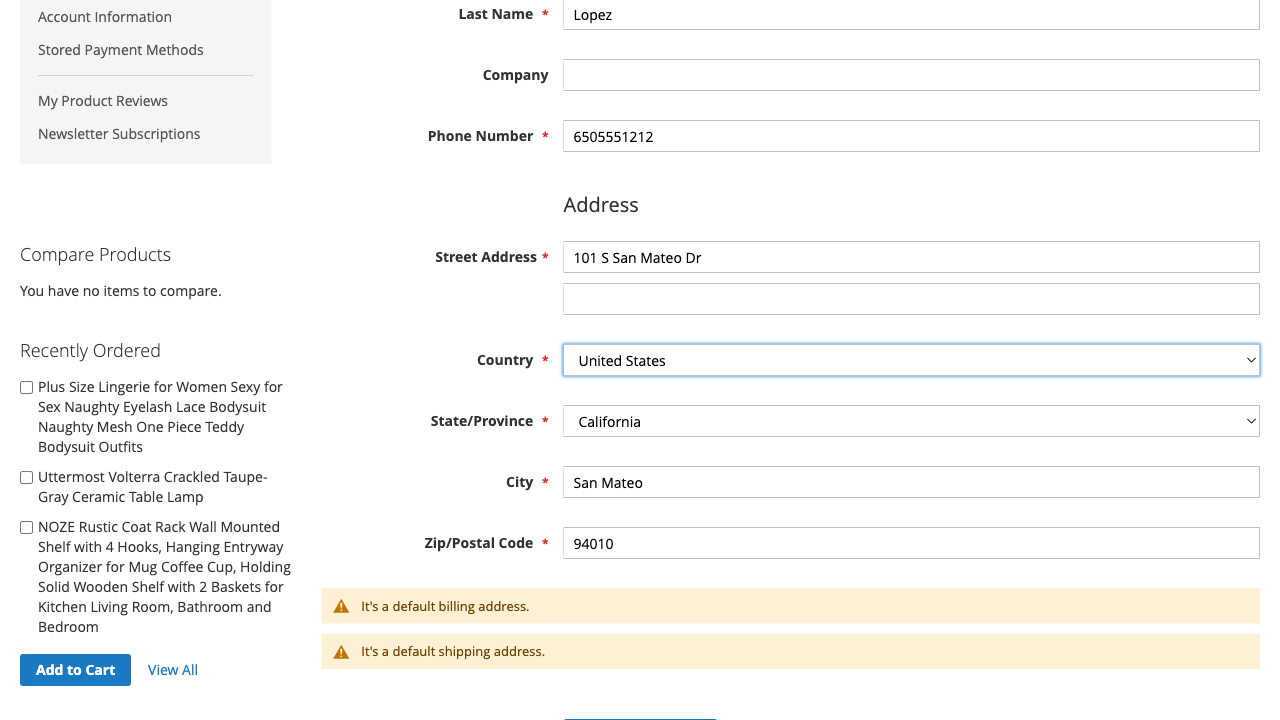 Account Information
Stored Payment Methods
My Product Reviews
Newsletter Subscriptions
Compare Products
You have no items to compare.
Recently Ordered
Plus Size Lingerie for Women Sexy for
Sex Naughty Eyelash Lace Bodysuit
Naughty Mesh One Piece Teddy
Bodysuit Outfits
Uttermost Volterra Crackled Taupe-
Gray Ceramic Table Lamp
NOZE Rustic Coat Rack Wall Mounted
Shelf with 4 Hooks, Hanging Entryway
Organizer for Mug Coffee Cup, Holding
Solid Wooden Shelf with 2 Baskets for
Kitchen Living Room, Bathroom and
Bedroom
Add to Cart View All
Last Name * Lopez
Company
Phone Number * 6505551212
Address
Street Address * 101 S San Mateo Dr
Country * United States
State/Province * California
City * San Mateo
Zip/Postal Code * 94010
It's a default billing address.
It's a default shipping address.